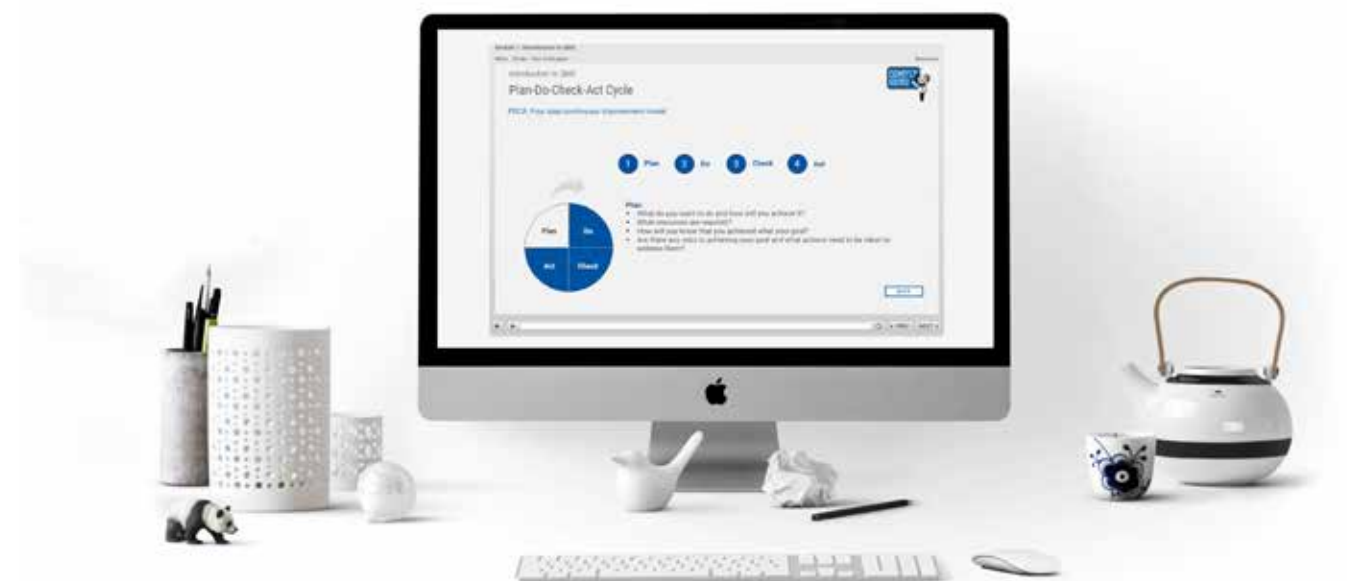 Introduction to QMS
Plan-Do-Check-Act Cycle
PDCA: Four step continuous improvement model
1 Plan 2 Do 3 Check 4 Act
Plan
• What do you want to do and how will you achieve it?
• What resources are required?
• How will you know that you achieved what your goal?
• Are there any risks to achieving your goal and what actions need to be taken to
address them?
Plan Do
Act Check
PREV NEXT